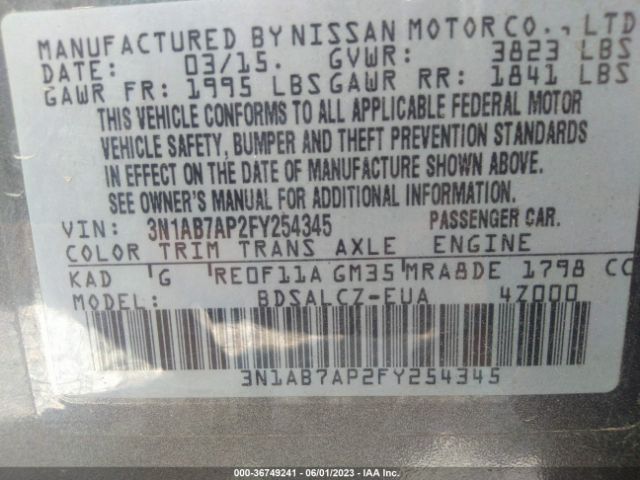 MANUFACTURED BY NISSAN MOTOR CO., LTD
DATE: 03/15. GVWR: 3823 LBS
GAWR FR: 1995 LBS GAWR RR: 1841 LBS
THIS VEHICLE CONFORMS TO ALL APPLICABLE FEDERAL MOTOR
VEHICLE SAFETY, BUMPER AND THEFT PREVENTION STANDARDS
IN EFFECT ON THE DATE OF MANUFACTURE SHOWN ABOVE.
SEE OWNER'S MANUAL FOR ADDITIONAL INFORMATION.
VIN: 3N1AB7AP2FY254345 PASSENGER CAR.
COLOR TRIM TRANS AXLE ENGINE
KAD G RE0F11A GM35 MRA8DE 1798 CC
MODEL: BDSALCZ-EUA 4Z000
3N1AB7AP2FY254345
000-36749241 - 06/01/2023 - IAA Inc.